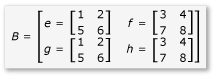 B = [ e = [1 2
5 6] f = [3 4
7 8]
g = [1 2
5 6] h = [3 4
7 8] ]